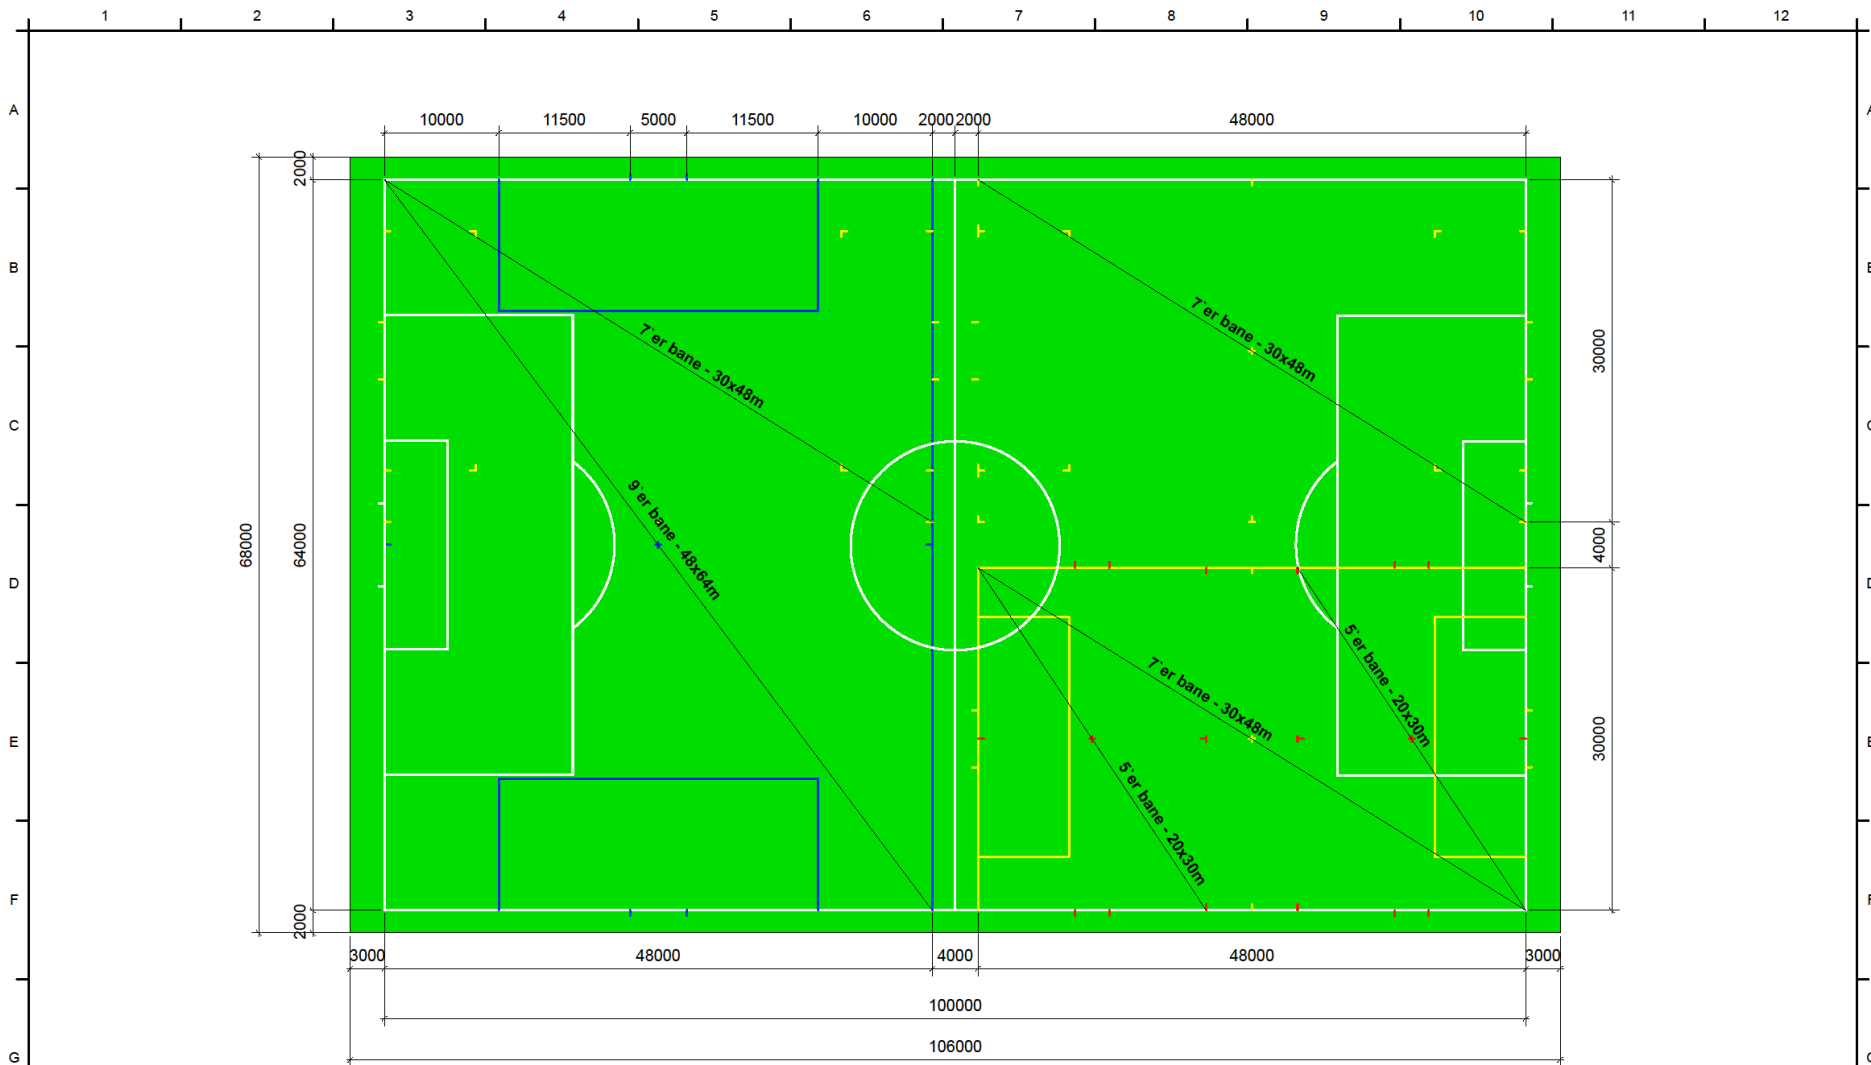 1 2 3 4 5 6 7 8 9 10 11 12
A A
10000 11500 5000 11500 10000 2000 2000 48000
2000
B
7`er bane - 30x48m
7`er bane - 30x48m
30000
C
9`er bane - 48x64m
68000
64000
4000
D
5`er bane - 20x30m
7`er bane - 30x48m
5`er bane - 20x30m
30000
E
F
2000
3000 48000 4000 48000 3000
100000
106000
G